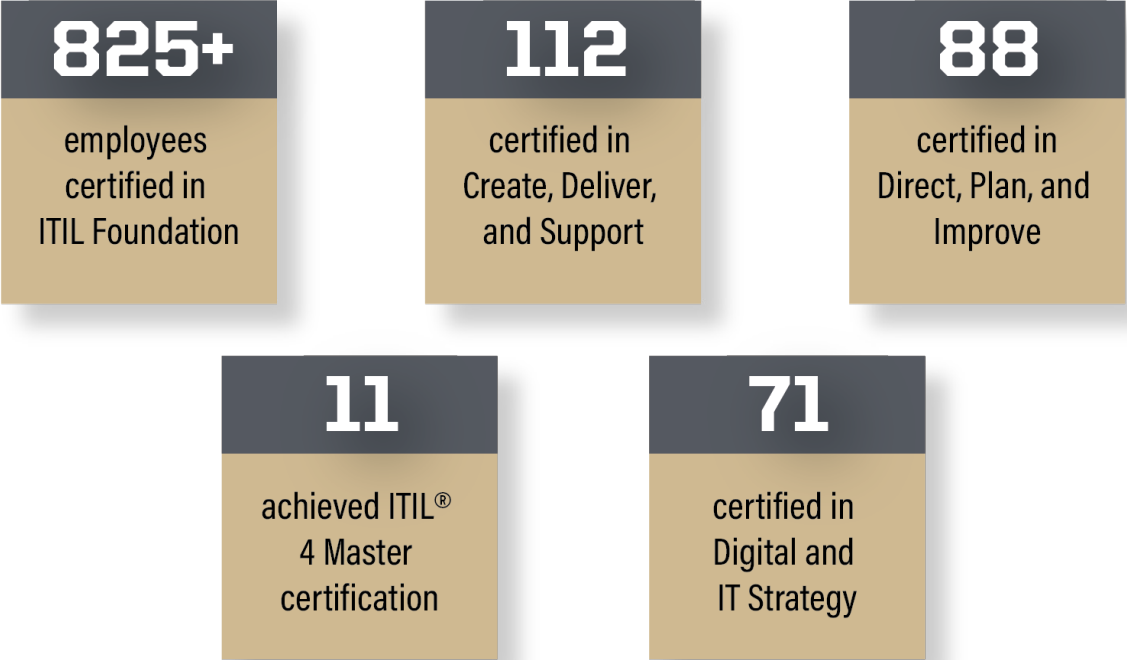 825+
employees
certified in
ITIL Foundation
112
certified in
Create, Deliver,
and Support
88
certified in
Direct, Plan, and
Improve
11
achieved ITIL®
4 Master
certification
71
certified in
Digital and
IT Strategy